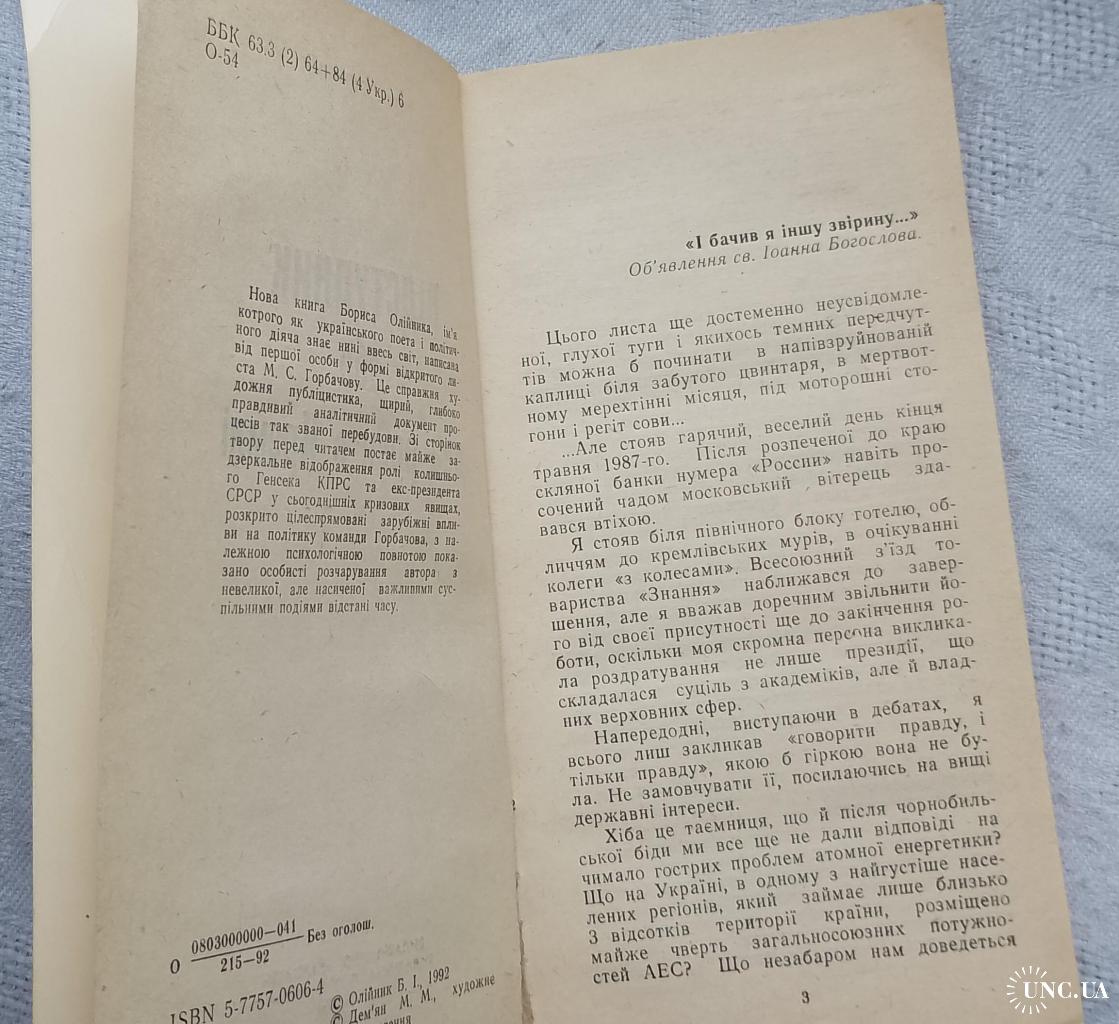 ББК 63.3 (2) 64+84 (4 Укр.) 6
О-54
Нова книга Бориса Олійника, ім'я
котрого як українського поета і політич-
ного діяча знає нині ввесь світ, написана
від першої особи у формі відкритого ли-
ста М. С. Горбачову. Це справжня ху-
дожня публіцистика, щирий, глибоко
правдивий аналітичний документ про-
цесів так званої перебудови. Зі сторінок
твору перед читачем постає майже за-
дзеркальне відображення ролі колишньо-
го Генсека КПРС та екс-президента
СРСР у сьогоднішніх кризових явищах,
розкрито цілеспрямовані зарубіжні впли-
ви на політику команди Горбачова, з на-
лежною психологічною повнотою пока-
зано особисті розчарування автора з
невеликої, але насиченої важливими сус-
пільними подіями відстані часу.
О 0803000000—041
215—92
Без оголош.
ISBN 5-7757-0606-4
© Олійник Б. І., 1992
© Дем'ян М. М., художне
«І бачив я іншу звірину...»
Об'явлення св. Іоанна Богослова.
Цього листа ще достеменно неусвідомле-
ної, глухої туги і якихось темних передчут-
тів можна б починати в напівзруйнованій
каплиці біля забутого цвинтаря, в мертвот-
ному мерехтінні місяця, під моторошні сто-
гони і регіт сови...
...Але стояв гарячий, веселий день кінця
травня 1987-го. Після розпеченої до краю
скляної банки нумера «России» навіть про-
сочений чадом московський вітерець зда-
вався втіхою.
Я стояв біля північного блоку готелю, об-
личчям до кремлівських мурів, в очікуванні
колеги «з колесами». Всесоюзний з'їзд то-
вариства «Знання» наближався до завер-
шення, але я вважав доречним звільнити йо-
го від своєї присутності ще до закінчення ро-
боти, оскільки моя скромна персона виклика-
ла роздратування не лише президії, що
складалася суціль з академіків, але й влад-
них верховних сфер.
Напередодні, виступаючи в дебатах, я
всього лиш закликав «говорити правду, і
тільки правду», якою б гіркою вона не бу-
ла. Не замовчувати її, посилаючись на вищі
державні інтереси.
Хіба це таємниця, що й після чорнобиль-
ської біди ми все ще не дали відповіді на
чимало гострих проблем атомної енергетики?
Що на Україні, в одному з найгустіше насе-
лених регіонів, який займає лише близько
3 відсотків території країни, розміщено
майже чверть загальносоюзних потужно-
стей АЕС? Що незабаром нам доведеться
3
UNC.UA